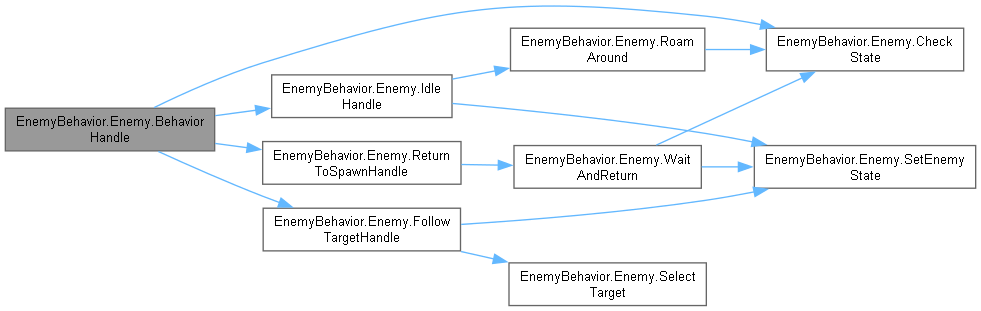 EnemyBehavior.Enemy.Behavior
Handle
EnemyBehavior.Enemy.Idle
Handle
EnemyBehavior.Enemy.Return
ToSpawnHandle
EnemyBehavior.Enemy.Follow
TargetHandle
EnemyBehavior.Enemy.Roam
Around
EnemyBehavior.Enemy.Wait
AndReturn
EnemyBehavior.Enemy.Select
Target
EnemyBehavior.Enemy.Check
State
EnemyBehavior.Enemy.SetEnemy
State